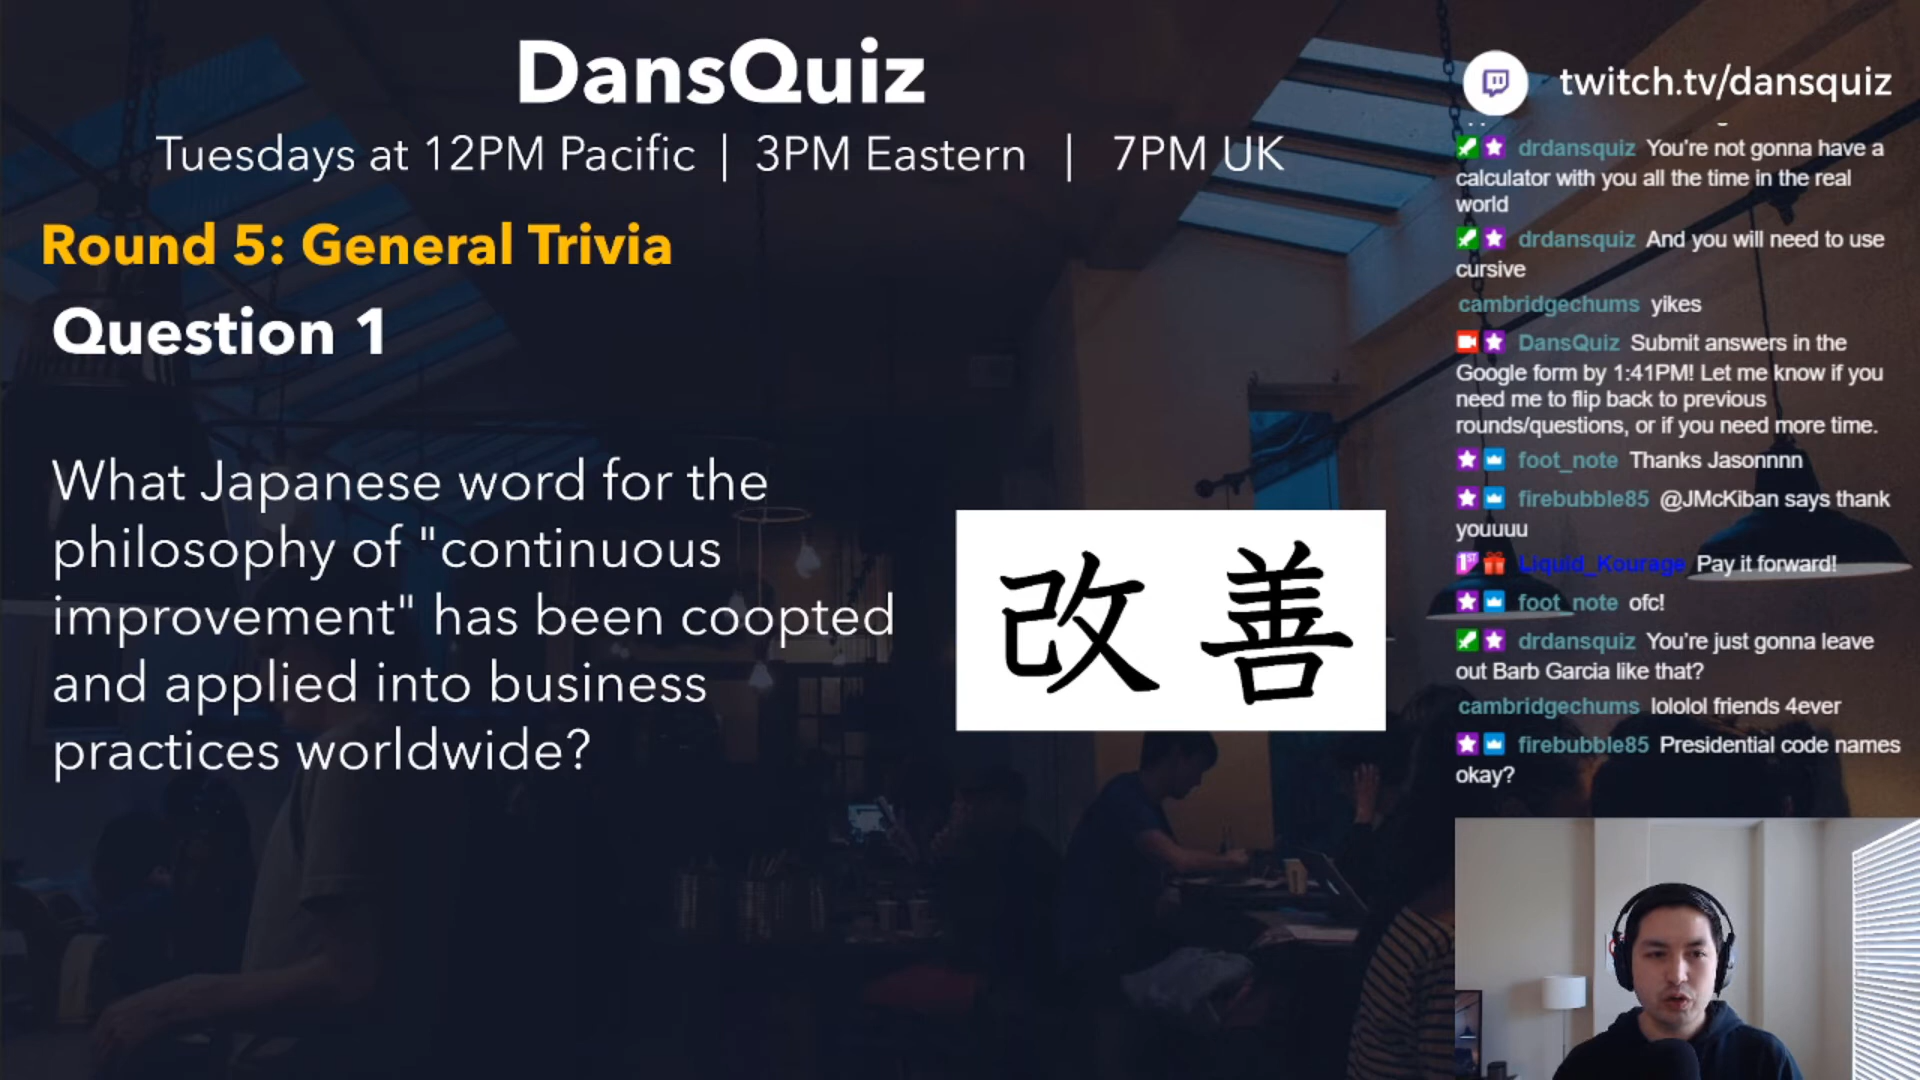 DansQuiz
Tuesdays at 12PM Pacific | 3PM Eastern | 7PM UK
Round 5: General Trivia
Question 1
What Japanese word for the
philosophy of "continuous
improvement" has been coopted
and applied into business
practices worldwide?
改善
twitch.tv/dansquiz
drdansquiz You're not gonna have a
calculator with you all the time in the real
world
drdansquiz And you will need to use
cursive
cambridgechums yikes
DansQuiz Submit answers in the
Google form by 1:41PM! Let me know if you
need me to flip back to previous
rounds/questions, or if you need more time.
foot_note Thanks Jasonnnn
firebubble85 @JMcKiban says thank
youuuu
1ST Liquid_Kourage Pay it forward!
foot_note ofc!
drdansquiz You're just gonna leave
out Barb Garcia like that?
cambridgechums lololol friends 4ever
firebubble85 Presidential code names
okay?